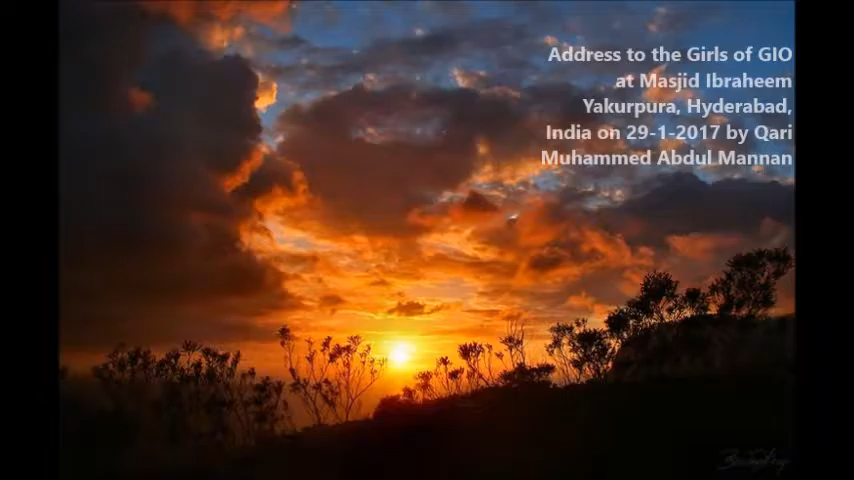 Address to the Girls of GIO
at Masjid Ibraheem
Yakurpura, Hyderabad,
India on 29-1-2017 by Qari
Muhammed Abdul Mannan